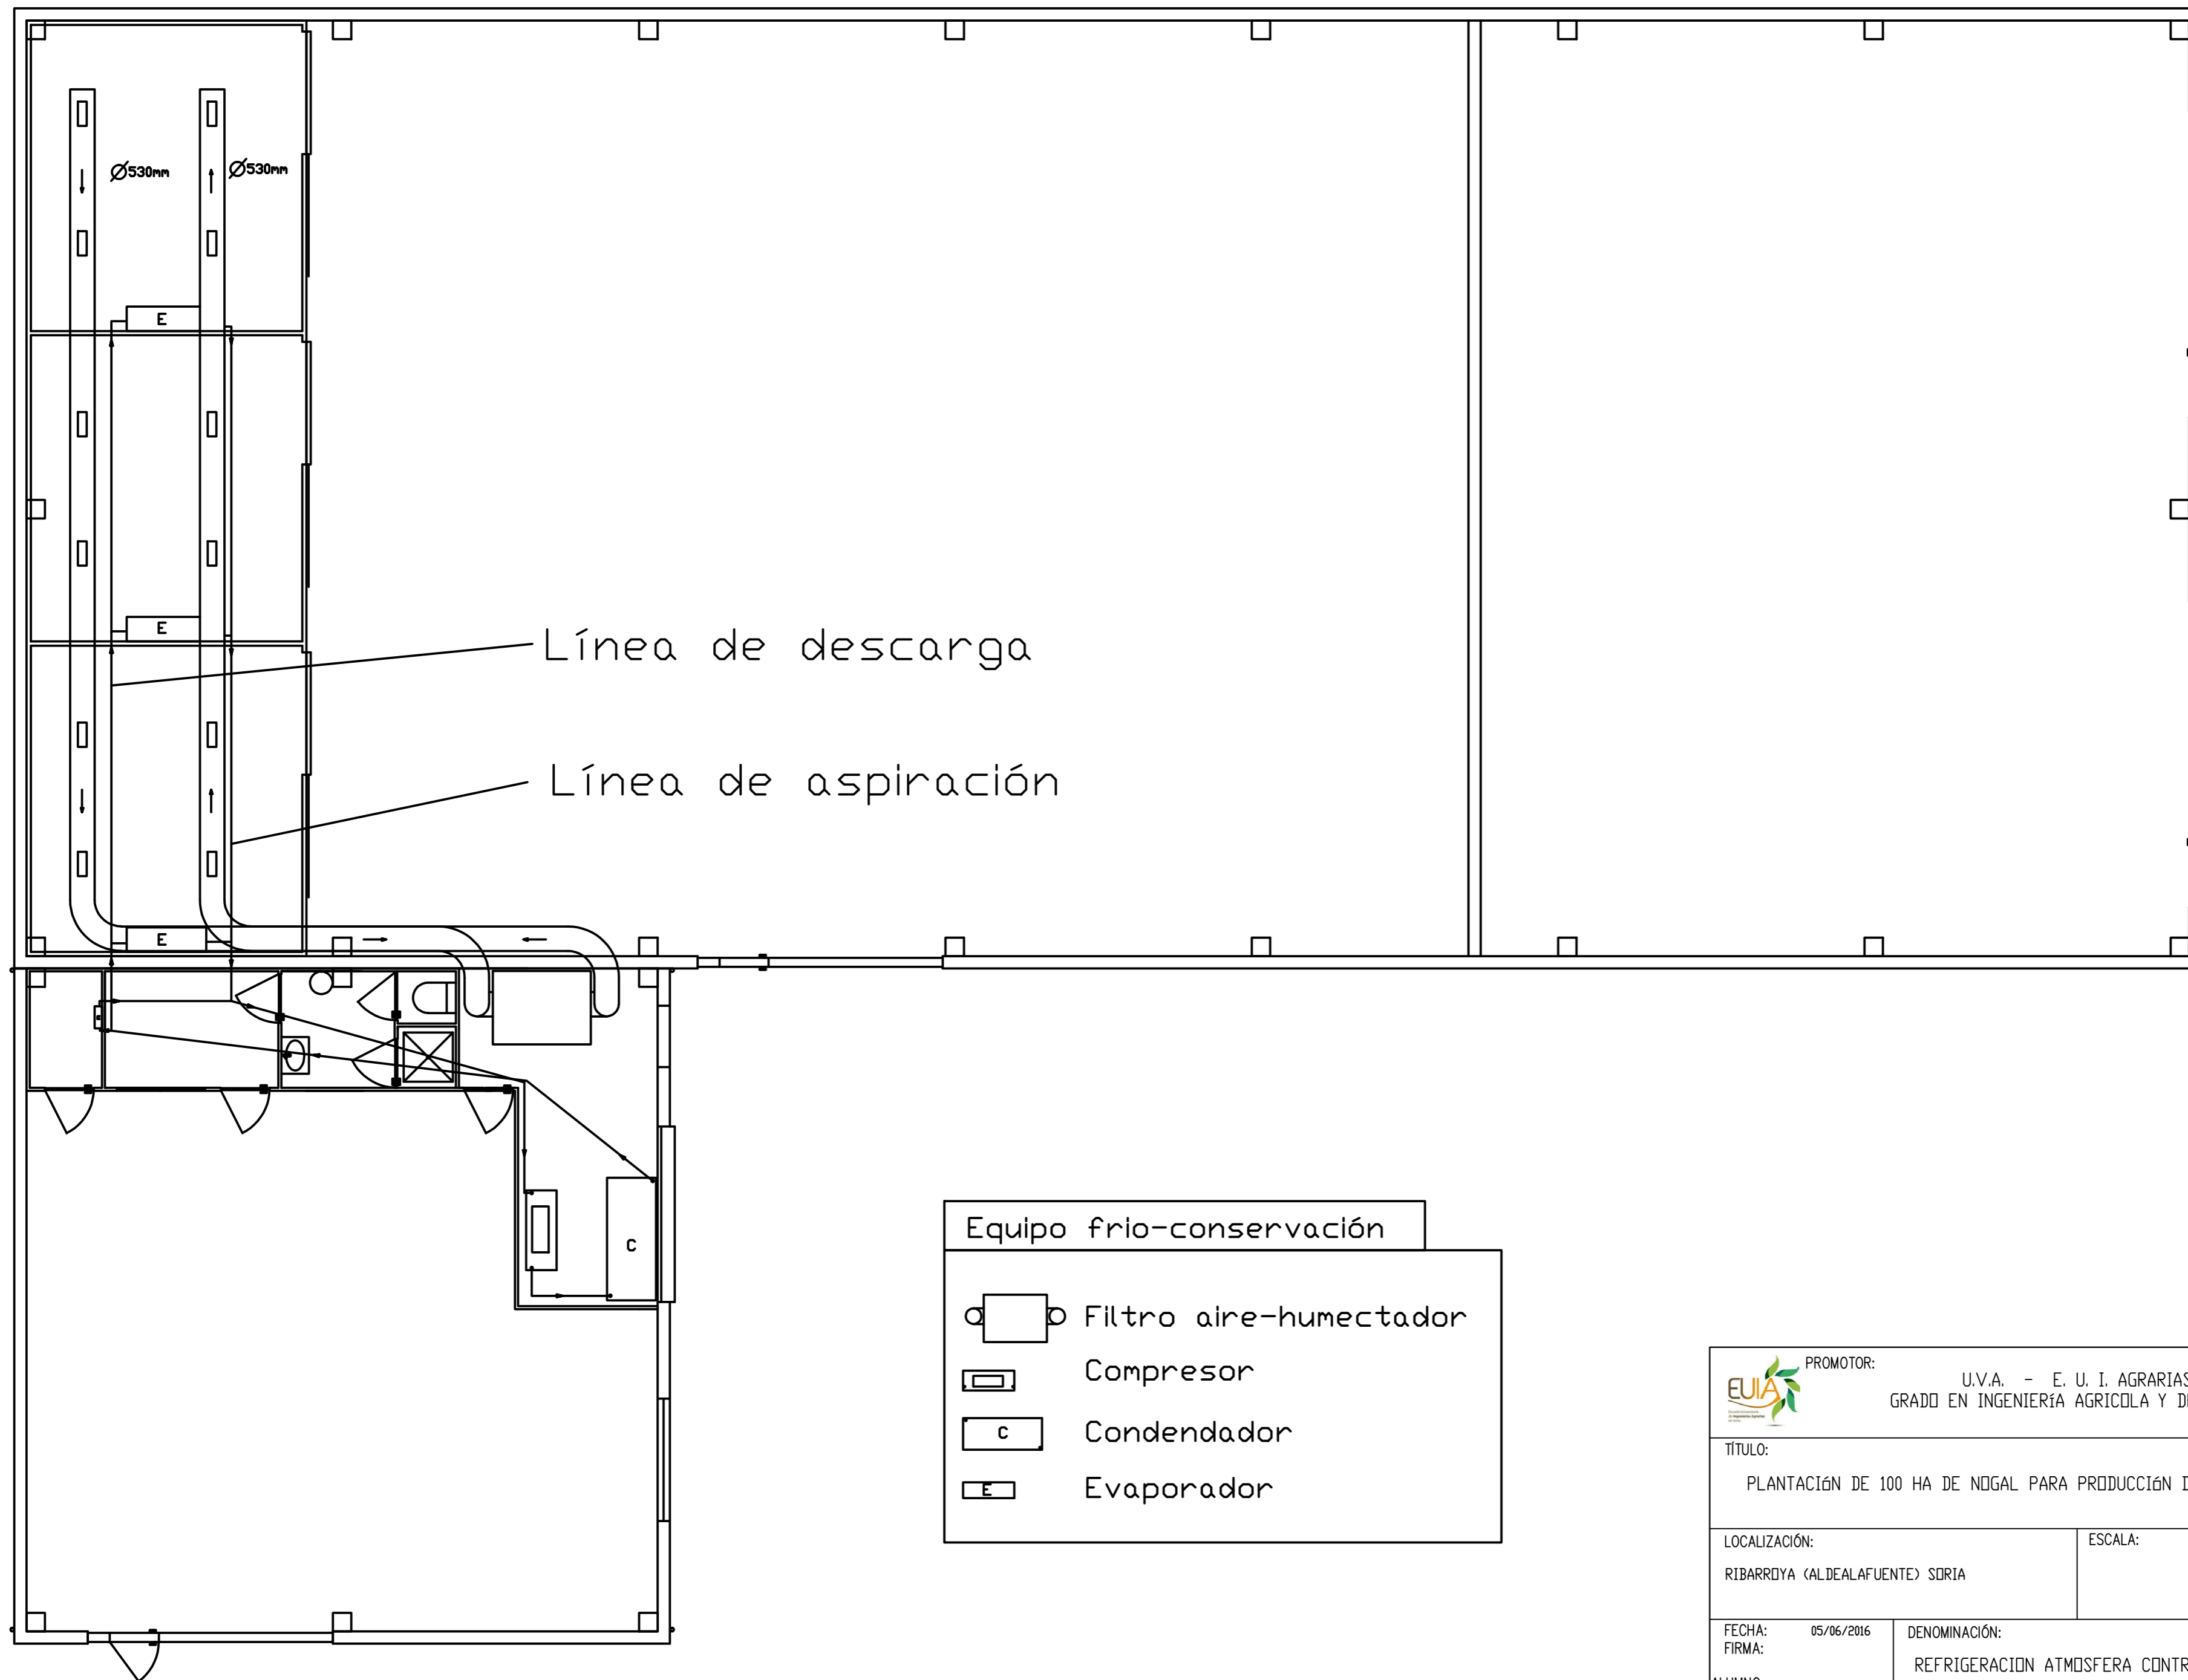 Ø530mm Ø530mm
E
E
Línea de descarga
Línea de aspiración
E
C
Equipo frio-conservación
Filtro aire-humectador
Compresor
C Condendador
E Evaporador
EUIA
PROMOTOR:
U.V.A. - E. U. I. AGRARIAS
GRADO EN INGENIERíA AGRICOLA Y
TÍTULO:
PLANTACIóN DE 100 HA DE NOGAL PARA PRODUCCIóN
LOCALIZACIÓN:
RIBARROYA (ALDEALAFUENTE) SORIA
ESCALA:
FECHA: 05/06/2016
FIRMA:
DENOMINACIÓN:
REFRIGERACION ATMOSFERA